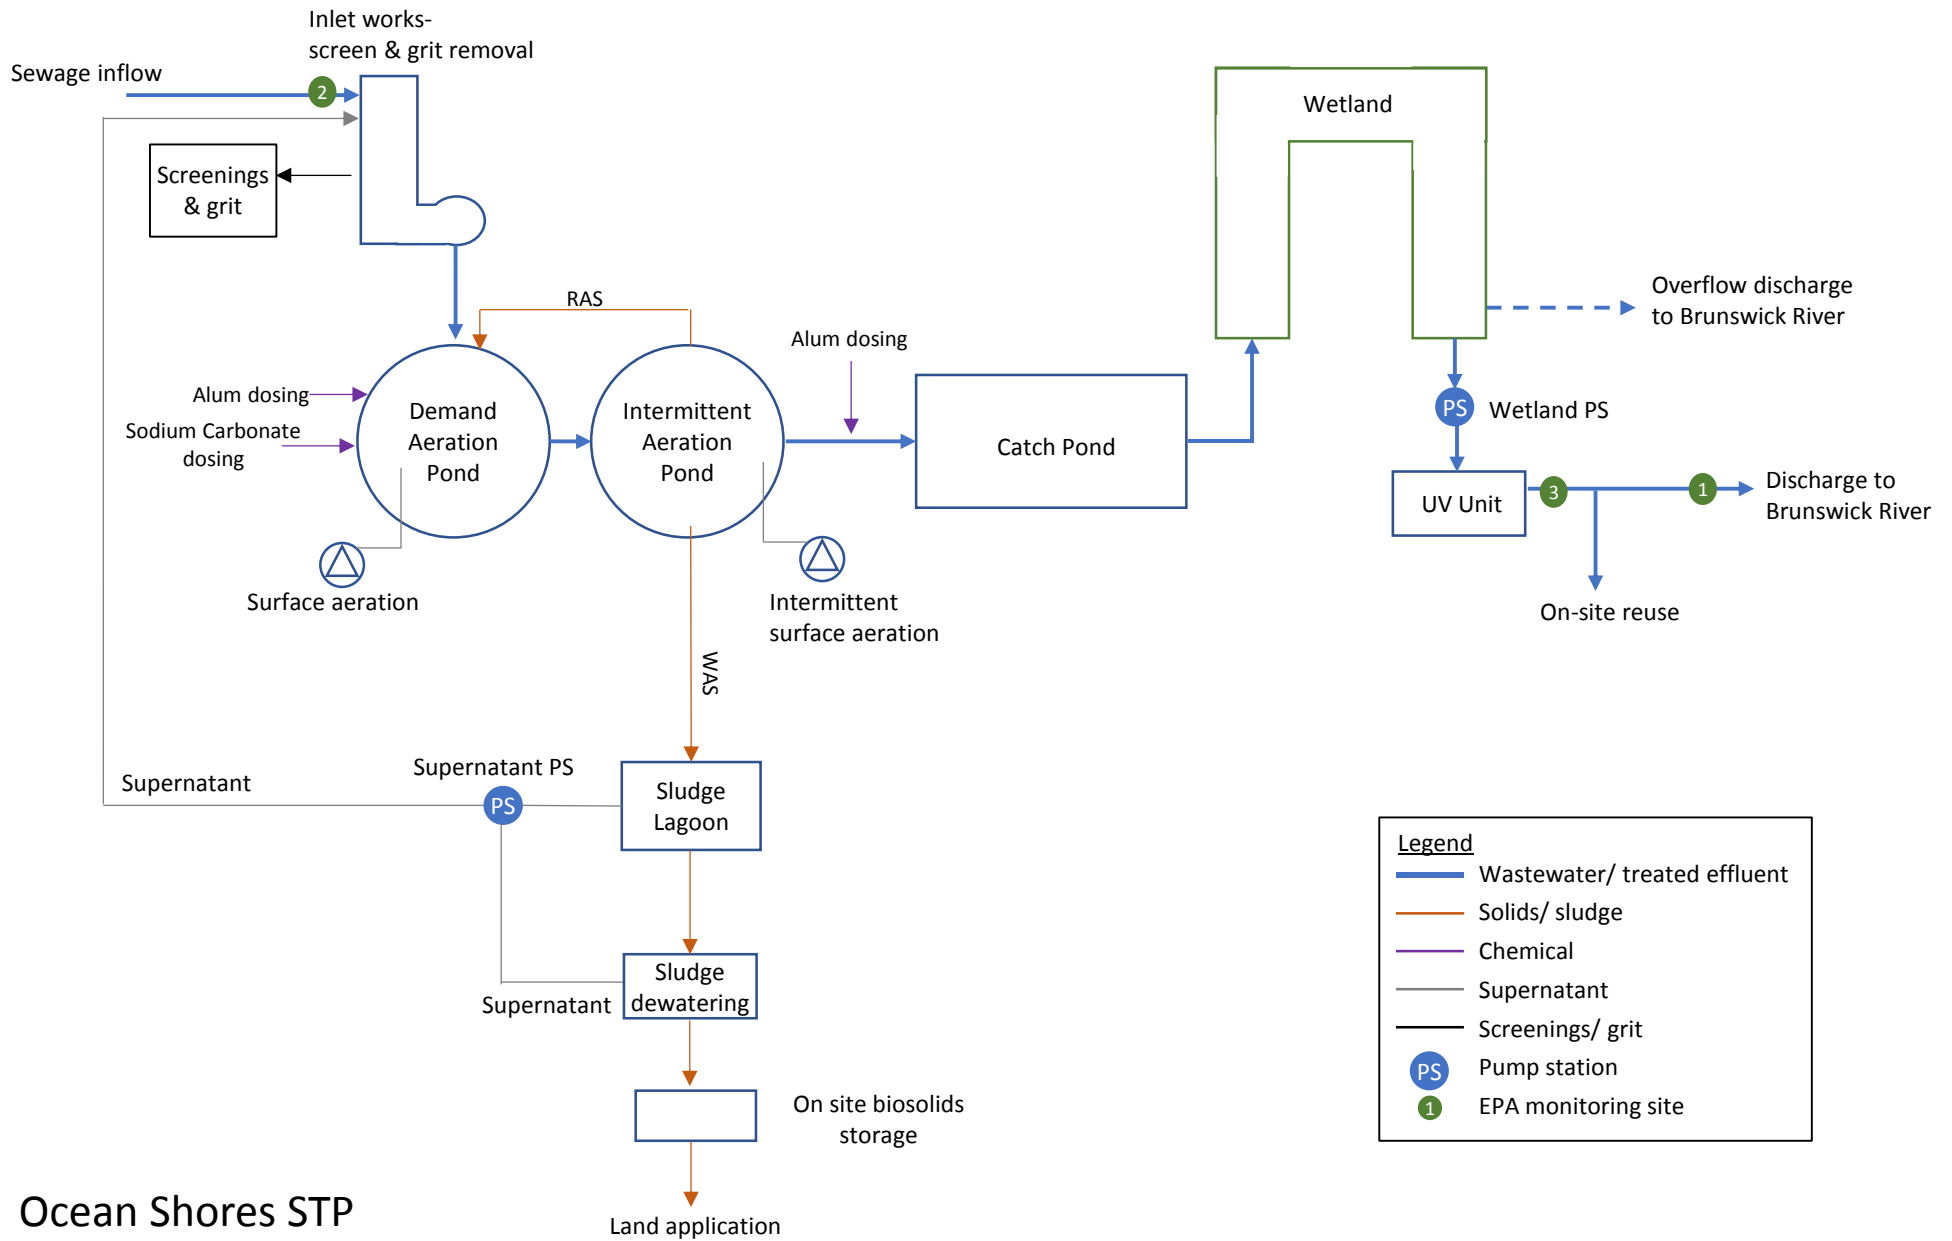 Inlet works-
screen & grit removal
Sewage inflow
2
Screenings
& grit
Wetland
Overflow discharge
to Brunswick River
RAS
Alum dosing
Alum dosing
Sodium Carbonate
dosing
Demand
Aeration
Pond
Intermittent
Aeration
Pond
Catch Pond
PS
Wetland PS
UV Unit
3
1
Discharge to
Brunswick River
On-site reuse
Surface aeration
Intermittent
surface aeration
WAS
Supernatant
Supernatant PS
PS
Sludge
Lagoon
Supernatant
Sludge
dewatering
On site biosolids
storage
Land application
Legend
Wastewater/ treated effluent
Solids/ sludge
Chemical
Supernatant
Screenings/ grit
PS
Pump station
1
EPA monitoring site
Ocean Shores STP